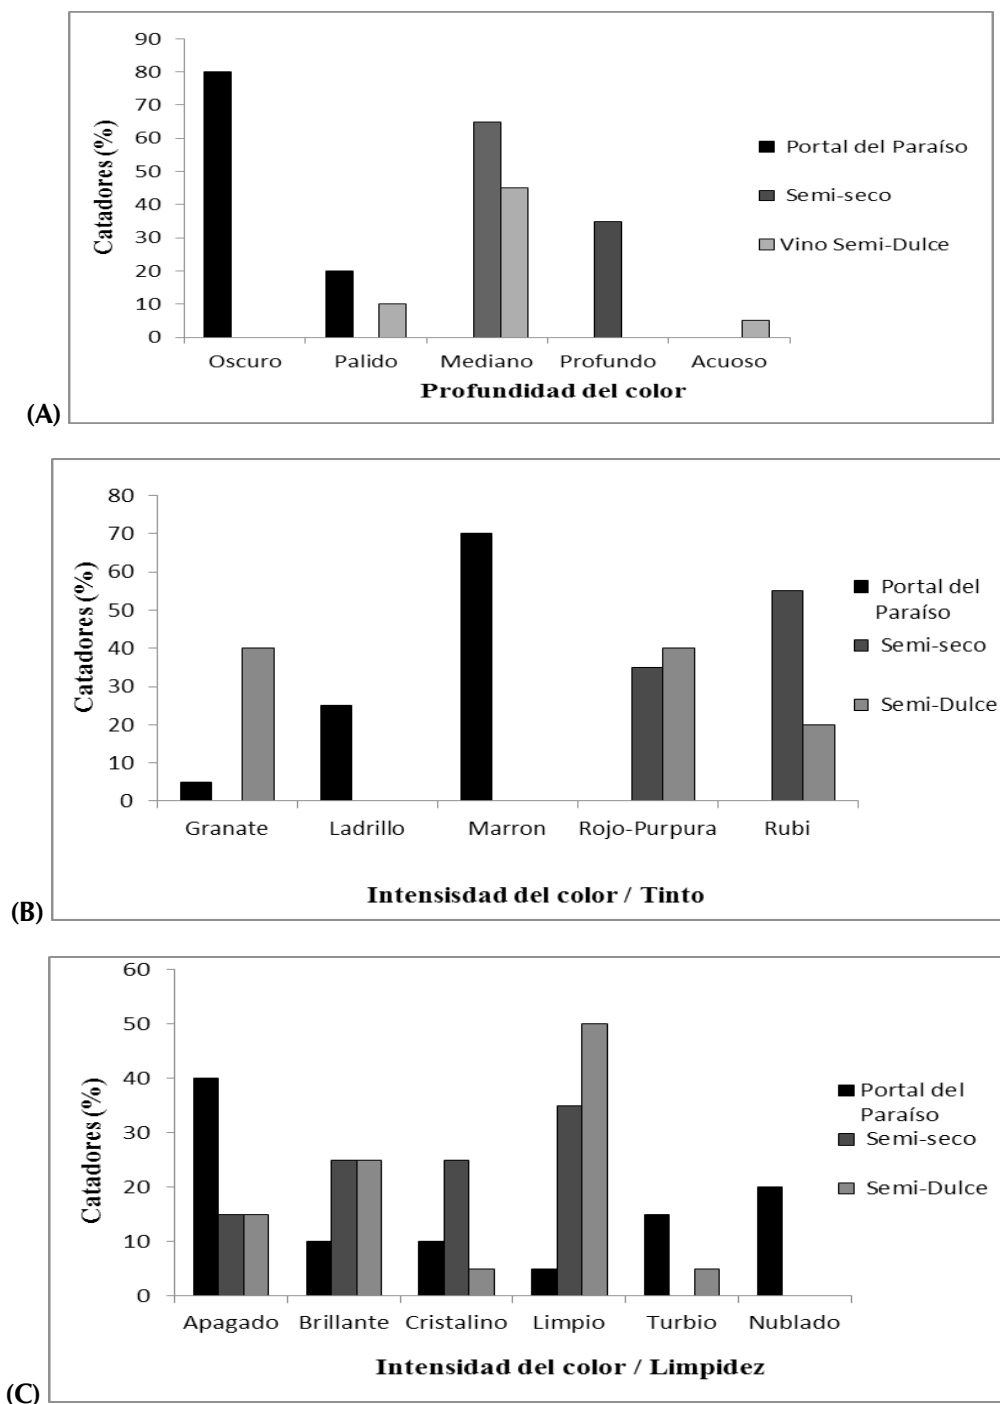 90
80
70
60
50
40
30
20
10
0
Catadores (%)
Oscuro Palido Mediano Profundo Acuoso
Profundidad del color
Portal del Paraíso
Semi-seco
Vino Semi-Dulce
(A)
80
70
60
50
40
30
20
10
0
Catadores (%)
Granate Ladrillo Marron Rojo-Purpura Rubi
Intensisdad del color / Tinto
Portal del
Paraíso
Semi-seco
Semi-Dulce
(B)
60
50
40
30
20
10
0
Catadores (%)
Apagado Brillante Cristalino Limpio Turbio Nublado
Intensidad del color / Limpidez
Portal del
Paraíso
Semi-seco
Semi-Dulce
(C)